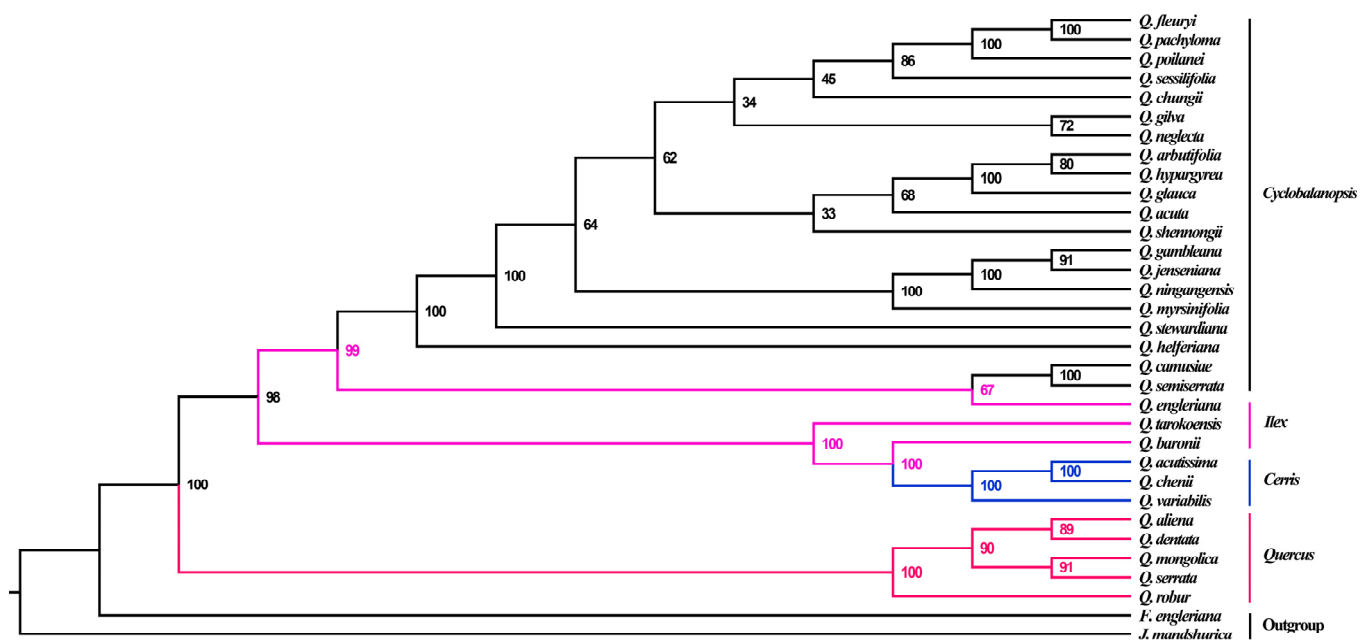 Q. fleuryi
100
Q. pachyloma
100
Q. poilanei
86
Q. sessilifolia
45
Q. chungii
34
Q. gilva
72
Q. neglecta
62
Q. arbutifolia
80
Q. hypargyrea
100
Q. glauca
68
Cyclobalanopsis
Q. acuta
33
Q. shennongii
64
Q. gambleana
91
Q. jenseniana
100
Q. ningangensis
100
Q. myrsinifolia
100
Q. stewardiana
100
Q. helferiana
99
Q. camusiae
100
Q. semiserrata
67
98
Q. engleriana
Ilex
Q. tarokoensis
100
Q. baronii
100
Q. acutissima
100
Q. chenii
Cerris
100
100
Q. variabilis
Q. aliena
89
Q. dentata
90
Quercus
Q. mongolica
91
100
Q. serrata
Q. robur
F. engleriana
Outgroup
J. mandshurica